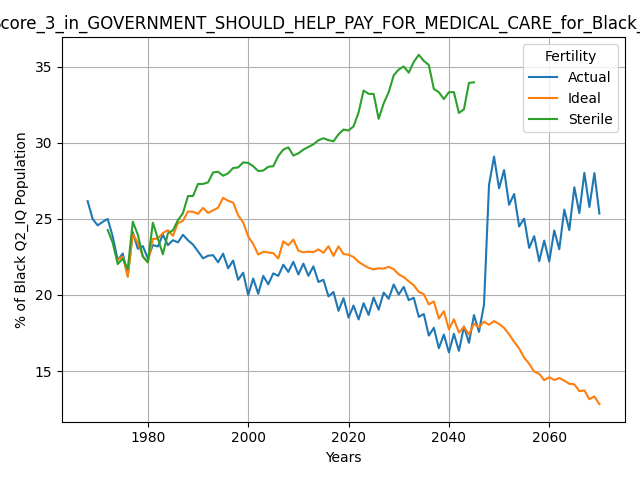 core_3_in_GOVERNMENT_SHOULD_HELP_PAY_FOR_MEDICAL_CARE_for_Black_
Fertility
Actual
Ideal
Sterile
% of Black Q2_IQ Population
35
30
25
20
15
1980
2000
2020
2040
2060
Years